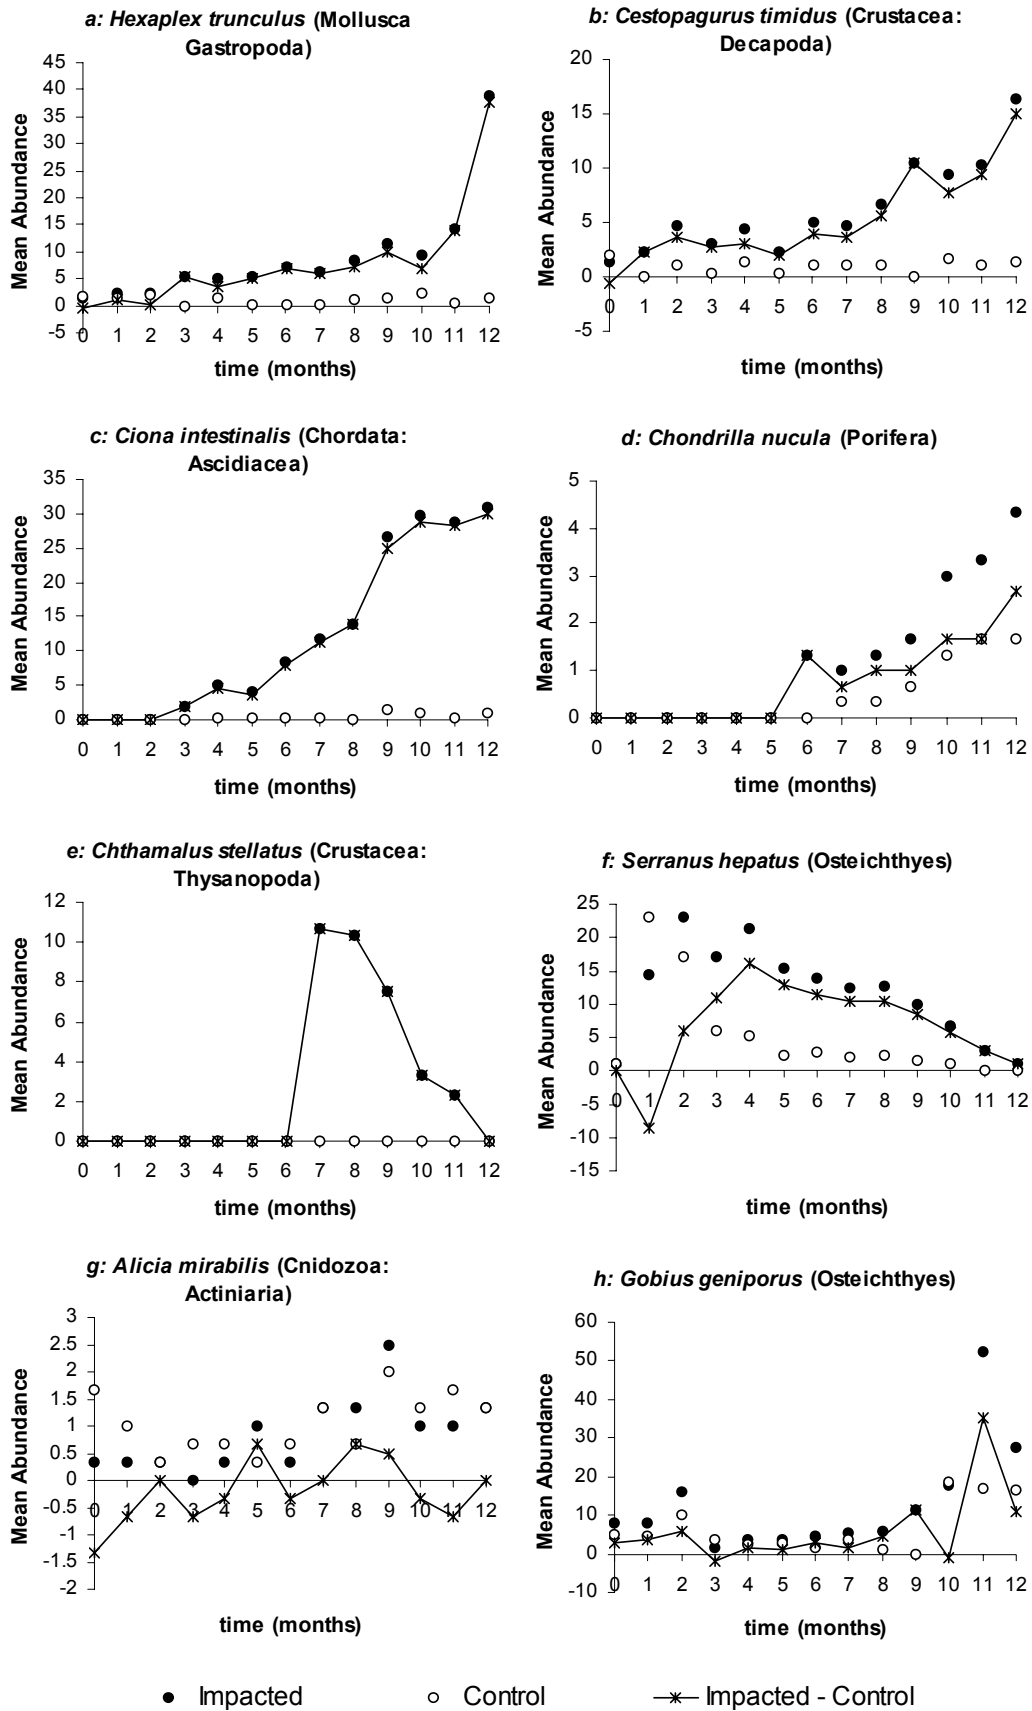 a: Hexaplex trunculus (Mollusca
Gastropoda)
45
40
35
30
25
20
15
10
5
0
-5
0 1 2 3 4 5 6 7 8 9 10 11 12
Mean Abundance
time (months)
b: Cestopagurus timidus (Crustacea:
Decapoda)
20
15
10
5
0
-5
0 1 2 3 4 5 6 7 8 9 10 11 12
Mean Abundance
time (months)
c: Ciona intestinalis (Chordata:
Ascidiacea)
35
30
25
20
15
10
5
0
0 1 2 3 4 5 6 7 8 9 10 11 12
Mean Abundance
time (months)
d: Chondrilla nucula (Porifera)
5
4
3
2
1
0
0 1 2 3 4 5 6 7 8 9 10 11 12
Mean Abundance
time (months)
e: Chthamalus stellatus (Crustacea:
Thysanopoda)
12
10
8
6
4
2
0
0 1 2 3 4 5 6 7 8 9 10 11 12
Mean Abundance
time (months)
f: Serranus hepatus (Osteichthyes)
25
20
15
10
5
0
-5
-10
-15
0 1 2 3 4 5 6 7 8 9 10 11 12
Mean Abundance
time (months)
g: Alicia mirabilis (Cnidozoa:
Actiniaria)
3
2.5
2
1.5
1
0.5
0
-0.5
-1
-1.5
-2
0 1 2 3 4 5 6 7 8 9 10 11 12
Mean Abundance
time (months)
h: Gobius geniporus (Osteichthyes)
60
50
40
30
20
10
0
-10
0 1 2 3 4 5 6 7 8 9 10 11 12
Mean Abundance
time (months)
Impacted
Control
Impacted - Control